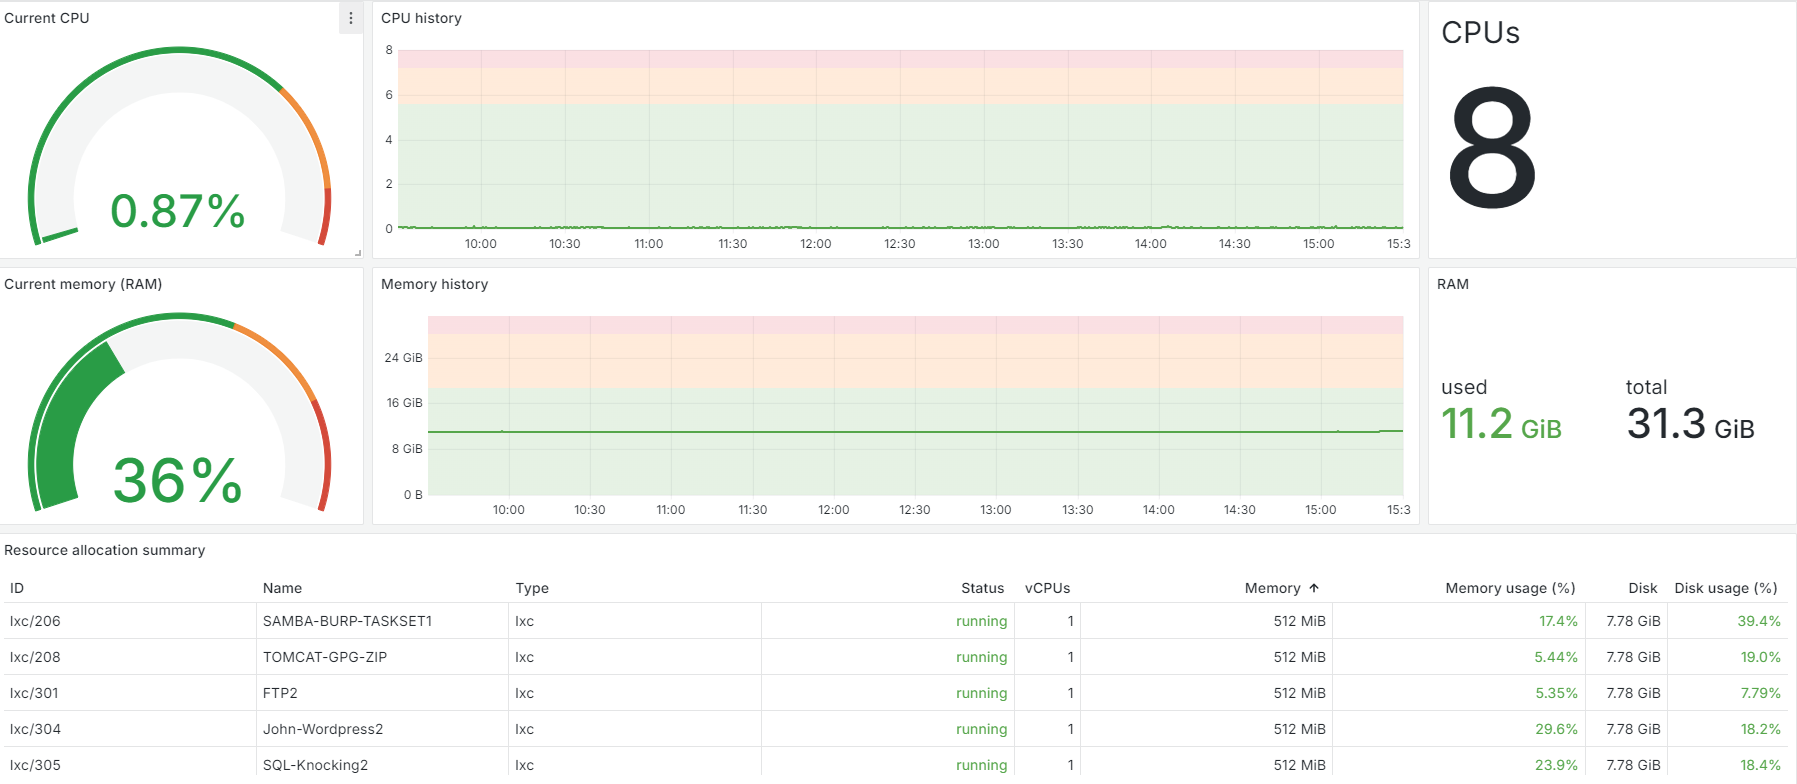 Current CPU
0.87%
CPU history
8
6
4
2
0
10:00 10:30 11:00 11:30 12:00 12:30 13:00 13:30 14:00 14:30 15:00 15:3
CPUs
8
Current memory (RAM)
36%
Memory history
24 GiB
16 GiB
8 GiB
0 B
10:00 10:30 11:00 11:30 12:00 12:30 13:00 13:30 14:00 14:30 15:00 15:3
RAM
used total
11.2 GiB 31.3 GiB
Resource allocation summary
ID Name Type Status vCPUs Memory ↑ Memory usage (%) Disk Disk usage (%)
lxc/206 SAMBA-BURP-TASKSET1 lxc running 1 512 MiB 17.4% 7.78 GiB 39.4%
lxc/208 TOMCAT-GPG-ZIP lxc running 1 512 MiB 5.44% 7.78 GiB 19.0%
lxc/301 FTP2 lxc running 1 512 MiB 5.35% 7.78 GiB 7.79%
lxc/304 John-Wordpress2 lxc running 1 512 MiB 29.6% 7.78 GiB 18.2%
lxc/305 SQL-Knocking2 lxc running 1 512 MiB 23.9% 7.78 GiB 18.4%